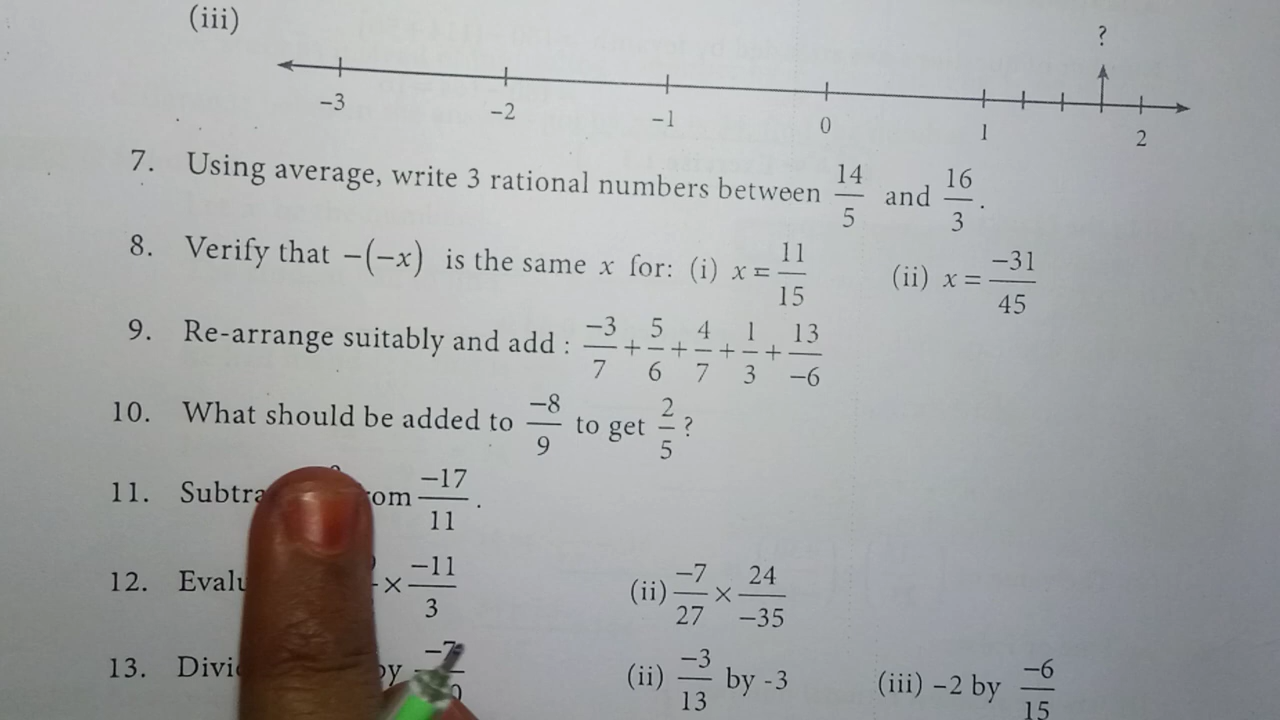 (iii)
?
-3 -2 -1 0 1 2
7. Using average, write 3 rational numbers between 14/5 and 16/3.
8. Verify that -(-x) is the same x for: (i) x = 11/15 (ii) x = -31/45
9. Re-arrange suitably and add : -3/7 + 5/6 + 4/7 + 1/3 + 13/-6
10. What should be added to -8/9 to get 2/5 ?
11. -17/11 .
12. × -11/3 (ii) -7/27 × 24/-35
13. (ii) -3/13 by -3 (iii) -2 by -6/15